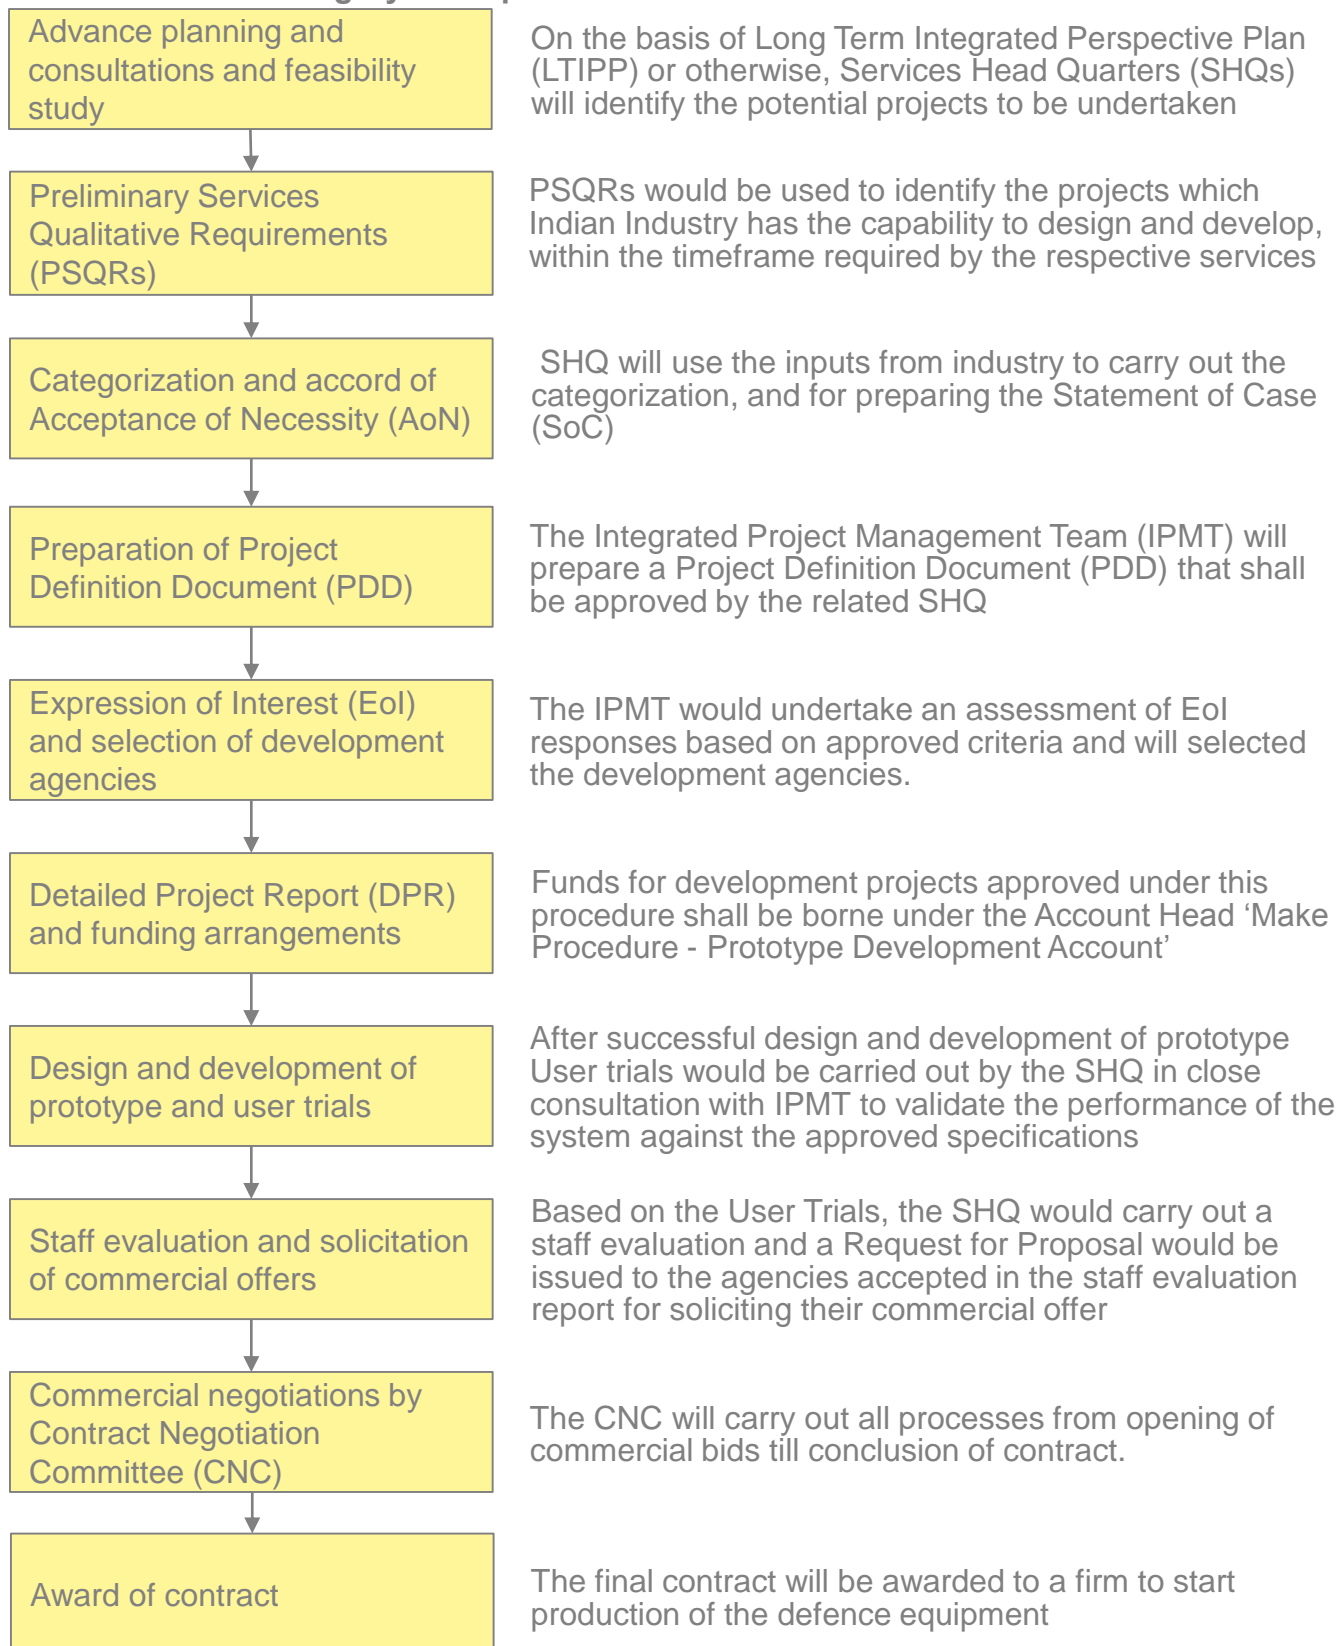 Advance planning and
consultations and feasibility
study
On the basis of Long Term Integrated Perspective Plan
(LTIPP) or otherwise, Services Head Quarters (SHQs)
will identify the potential projects to be undertaken
Preliminary Services
Qualitative Requirements
(PSQRs)
PSQRs would be used to identify the projects which
Indian Industry has the capability to design and develop,
within the timeframe required by the respective services
Categorization and accord of
Acceptance of Necessity (AoN)
SHQ will use the inputs from industry to carry out the
categorization, and for preparing the Statement of Case
(SoC)
Preparation of Project
Definition Document (PDD)
The Integrated Project Management Team (IPMT) will
prepare a Project Definition Document (PDD) that shall
be approved by the related SHQ
Expression of Interest (EoI)
and selection of development
agencies
The IPMT would undertake an assessment of EoI
responses based on approved criteria and will selected
the development agencies.
Detailed Project Report (DPR)
and funding arrangements
Funds for development projects approved under this
procedure shall be borne under the Account Head ‘Make
Procedure - Prototype Development Account’
Design and development of
prototype and user trials
After successful design and development of prototype
User trials would be carried out by the SHQ in close
consultation with IPMT to validate the performance of the
system against the approved specifications
Staff evaluation and solicitation
of commercial offers
Based on the User Trials, the SHQ would carry out a
staff evaluation and a Request for Proposal would be
issued to the agencies accepted in the staff evaluation
report for soliciting their commercial offer
Commercial negotiations by
Contract Negotiation
Committee (CNC)
The CNC will carry out all processes from opening of
commercial bids till conclusion of contract.
Award of contract
The final contract will be awarded to a firm to start
production of the defence equipment